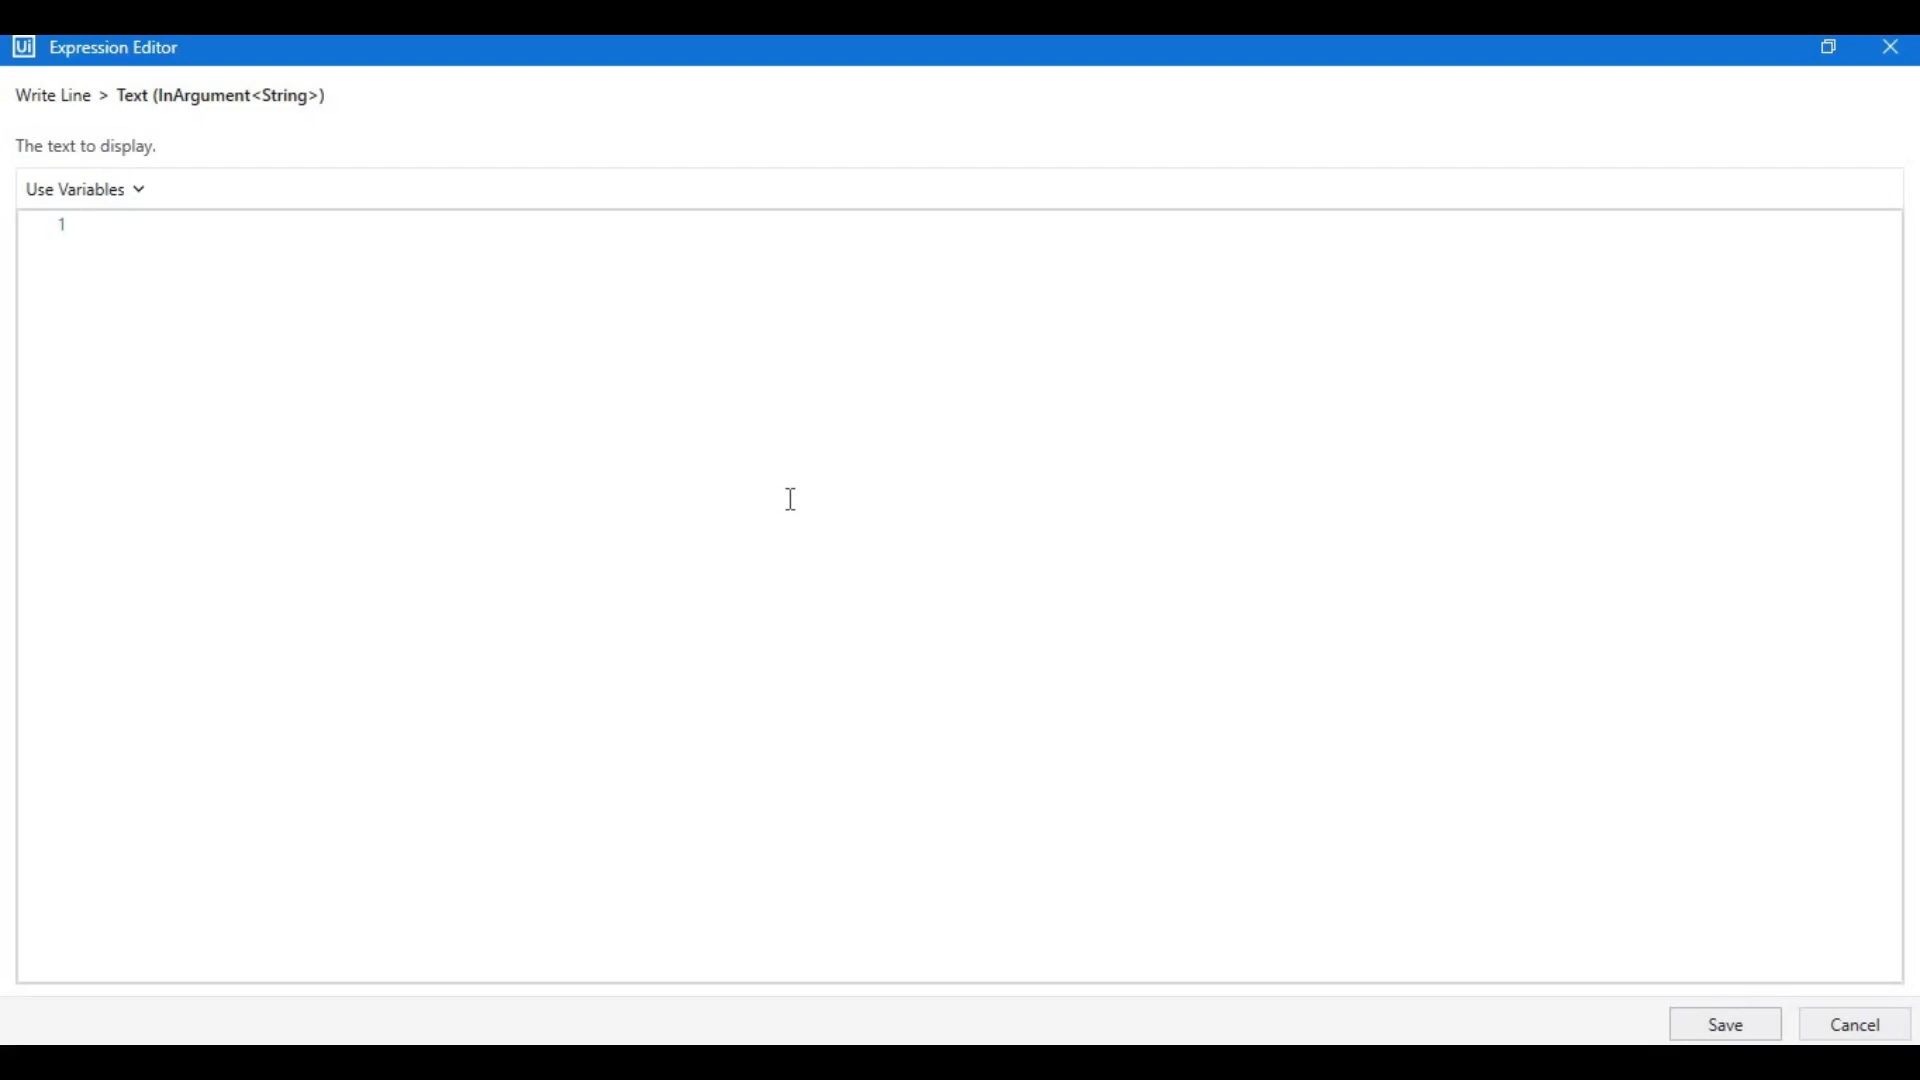 Ui Expression Editor
Write Line > Text (InArgument<String>)
The text to display.
Use Variables
1
Save Cancel